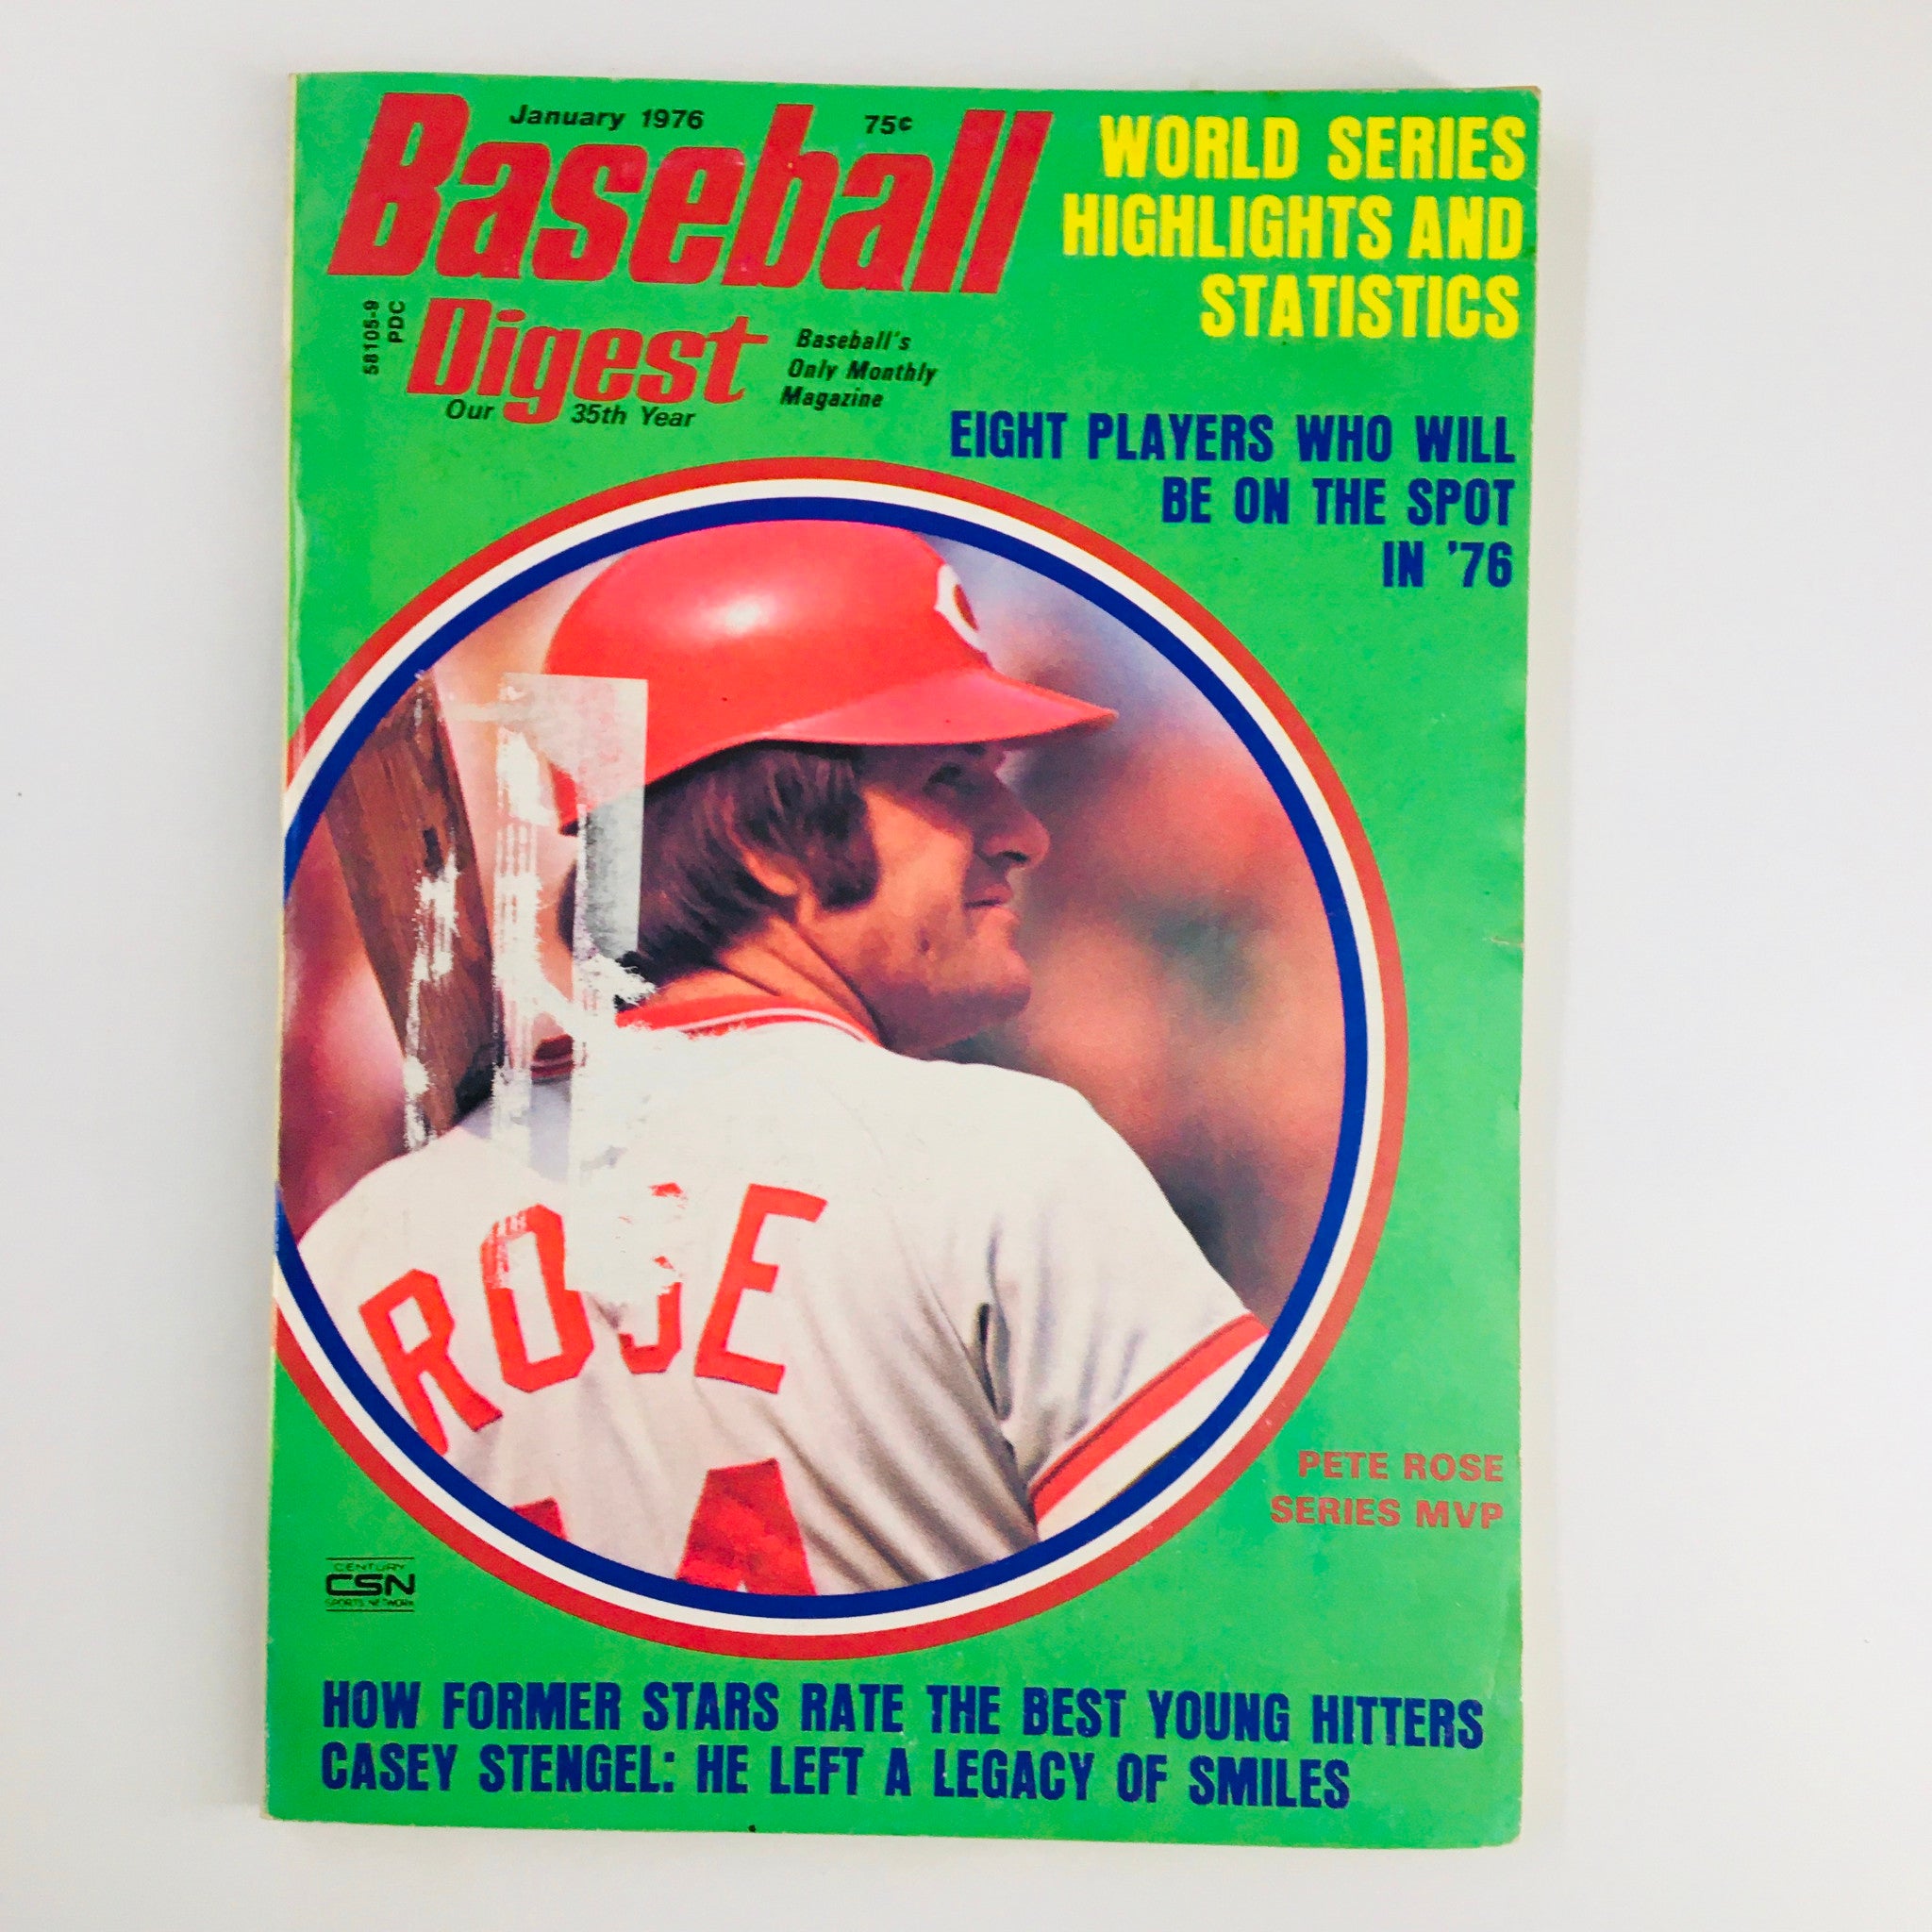 January 1976 75¢
Baseball
Digest
58105-9
PDC
Our 35th Year
Baseball's
Only Monthly
Magazine
WORLD SERIES
HIGHLIGHTS AND
STATISTICS
EIGHT PLAYERS WHO WILL
BE ON THE SPOT
IN '76
ROSE
PETE ROSE
SERIES MVP
CENTURY
CSN
SPORTS NETWORK
HOW FORMER STARS RATE THE BEST YOUNG HITTERS
CASEY STENGEL: HE LEFT A LEGACY OF SMILES